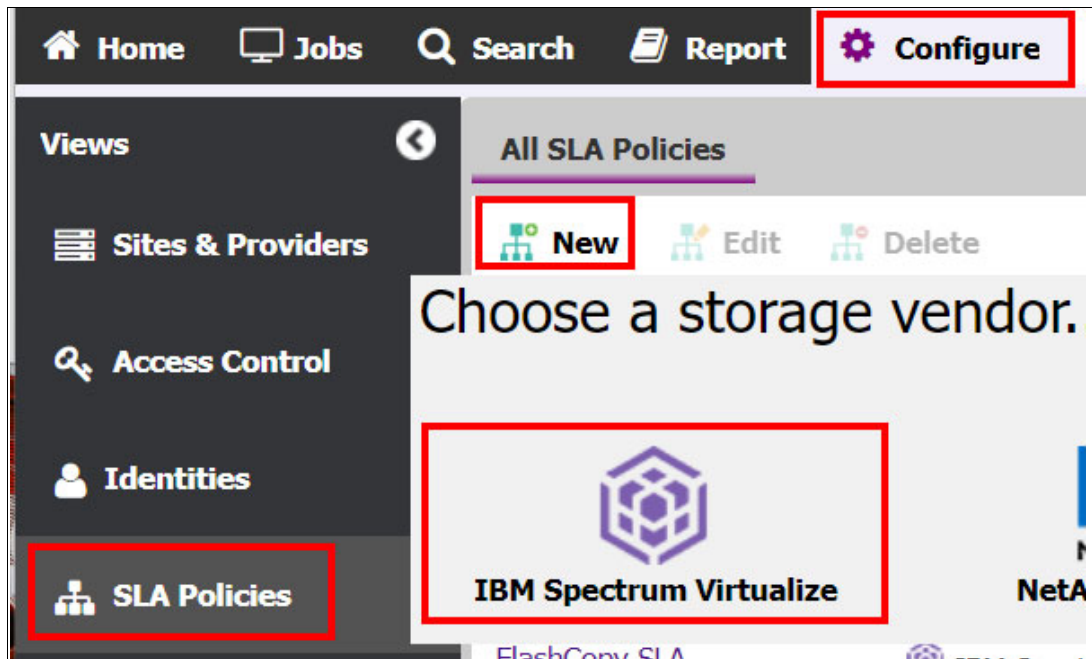 Home Jobs Search Report Configure
Views
All SLA Policies
Sites & Providers
New Edit Delete
Choose a storage vendor.
Access Control
Identities
SLA Policies
IBM Spectrum Virtualize
NetA
FlashCopy SLA